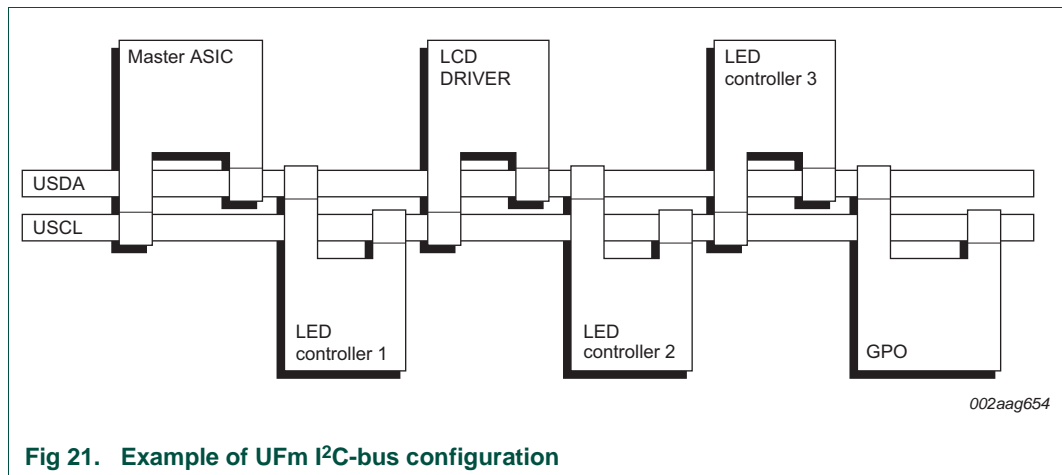 Master ASIC
LCD
DRIVER
LED
controller 3
USDA
USCL
LED
controller 1
LED
controller 2
GPO
002aag654
Fig 21. Example of UFm I²C-bus configuration